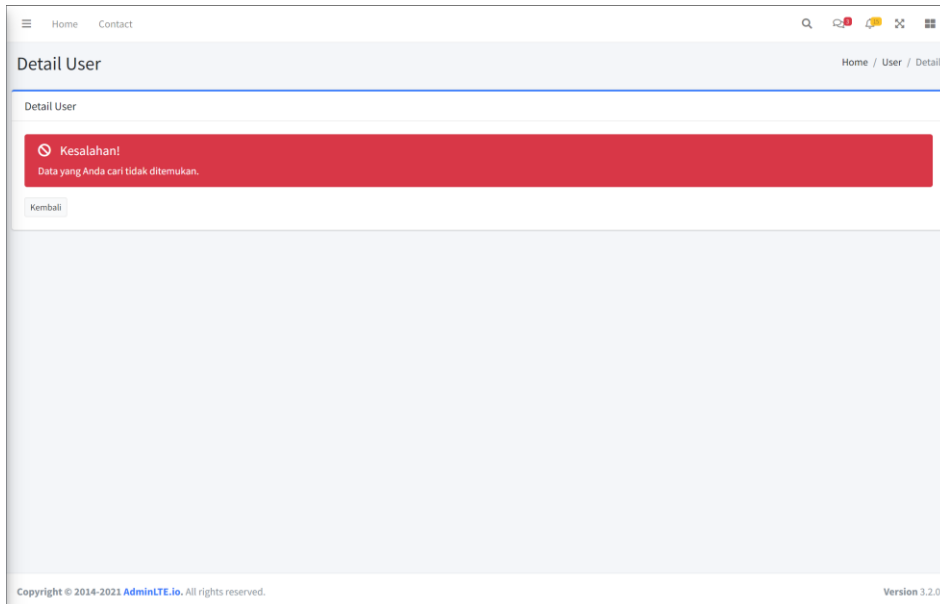 Home Contact
3
Detail User
Home / User / Detail
Detail User
Kesalahan!
Data yang Anda cari tidak ditemukan.
Kembali
Copyright © 2014-2021 AdminLTE.io. All rights reserved.
Version 3.2.0